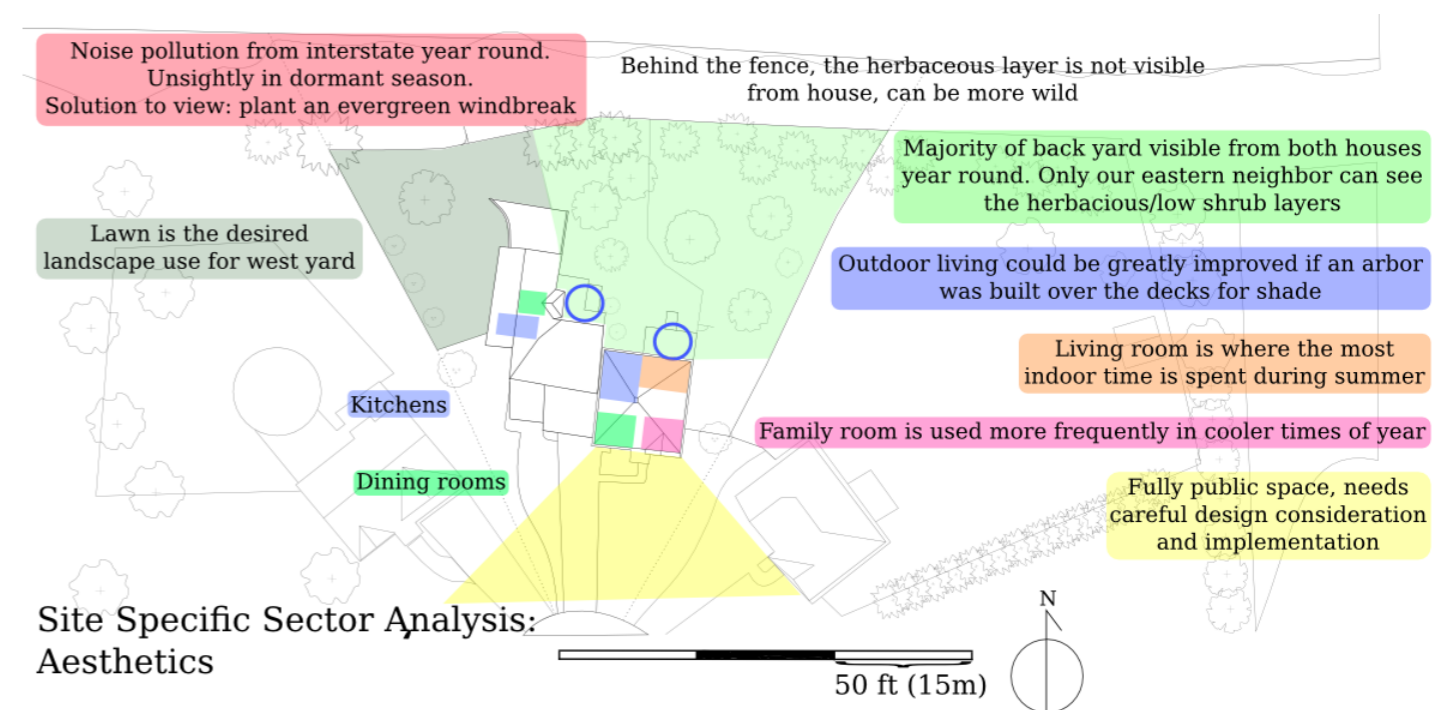 Noise pollution from interstate year round.
Unsightly in dormant season.
Solution to view: plant an evergreen windbreak
Behind the fence, the herbaceous layer is not visible
from house, can be more wild
Majority of back yard visible from both houses
year round. Only our eastern neighbor can see
the herbacious/low shrub layers
Lawn is the desired
landscape use for west yard
Outdoor living could be greatly improved if an arbor
was built over the decks for shade
Living room is where the most
indoor time is spent during summer
Kitchens
Family room is used more frequently in cooler times of year
Dining rooms
Fully public space, needs
careful design consideration
and implementation
Site Specific Sector Analysis:
Aesthetics
50 ft (15m)
N